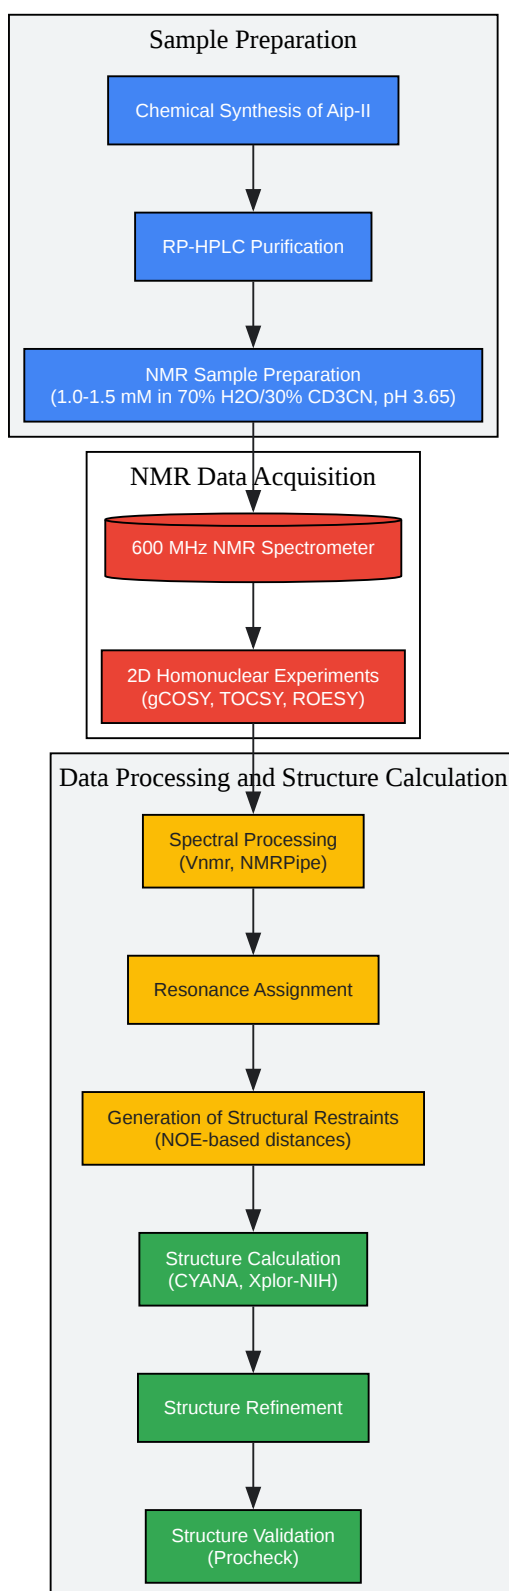 Sample Preparation
Chemical Synthesis of Aip-II
RP-HPLC Purification
NMR Sample Preparation
(1.0-1.5 mM in 70% H2O/30% CD3CN, pH 3.65)
NMR Data Acquisition
600 MHz NMR Spectrometer
2D Homonuclear Experiments
(gCOSY, TOCSY, ROESY)
Data Processing and Structure Calculation
Spectral Processing
(Vnmr, NMRPipe)
Resonance Assignment
Generation of Structural Restraints
(NOE-based distances)
Structure Calculation
(CYANA, Xplor-NIH)
Structure Refinement
Structure Validation
(Procheck)